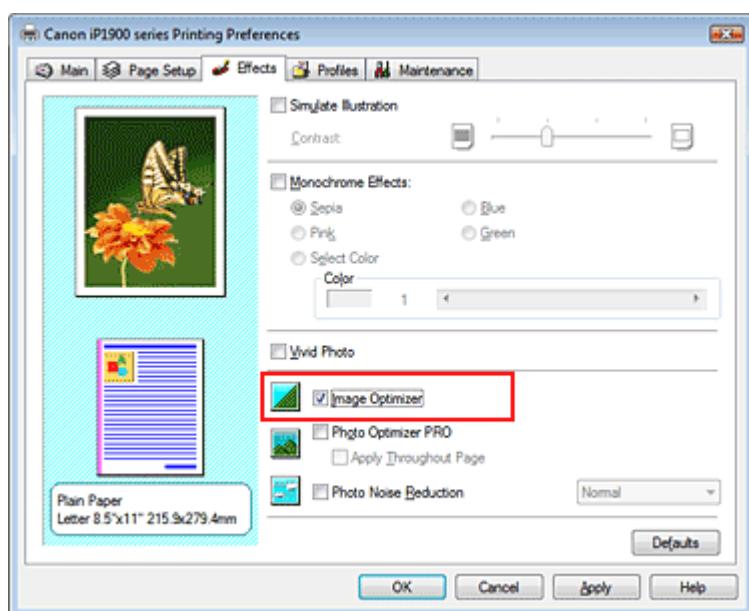 Canon iP1900 series Printing Preferences
Main Page Setup Effects Profiles Maintenance
Simulate Illustration
Contrast:
Monochrome Effects:
Sepia Blue
Pink Green
Select Color
Color
1
Vivid Photo
Image Optimizer
Photo Optimizer PRO
Apply Throughout Page
Photo Noise Reduction Normal
Plain Paper
Letter 8.5"x11" 215.9x279.4mm
Defaults
OK Cancel Apply Help